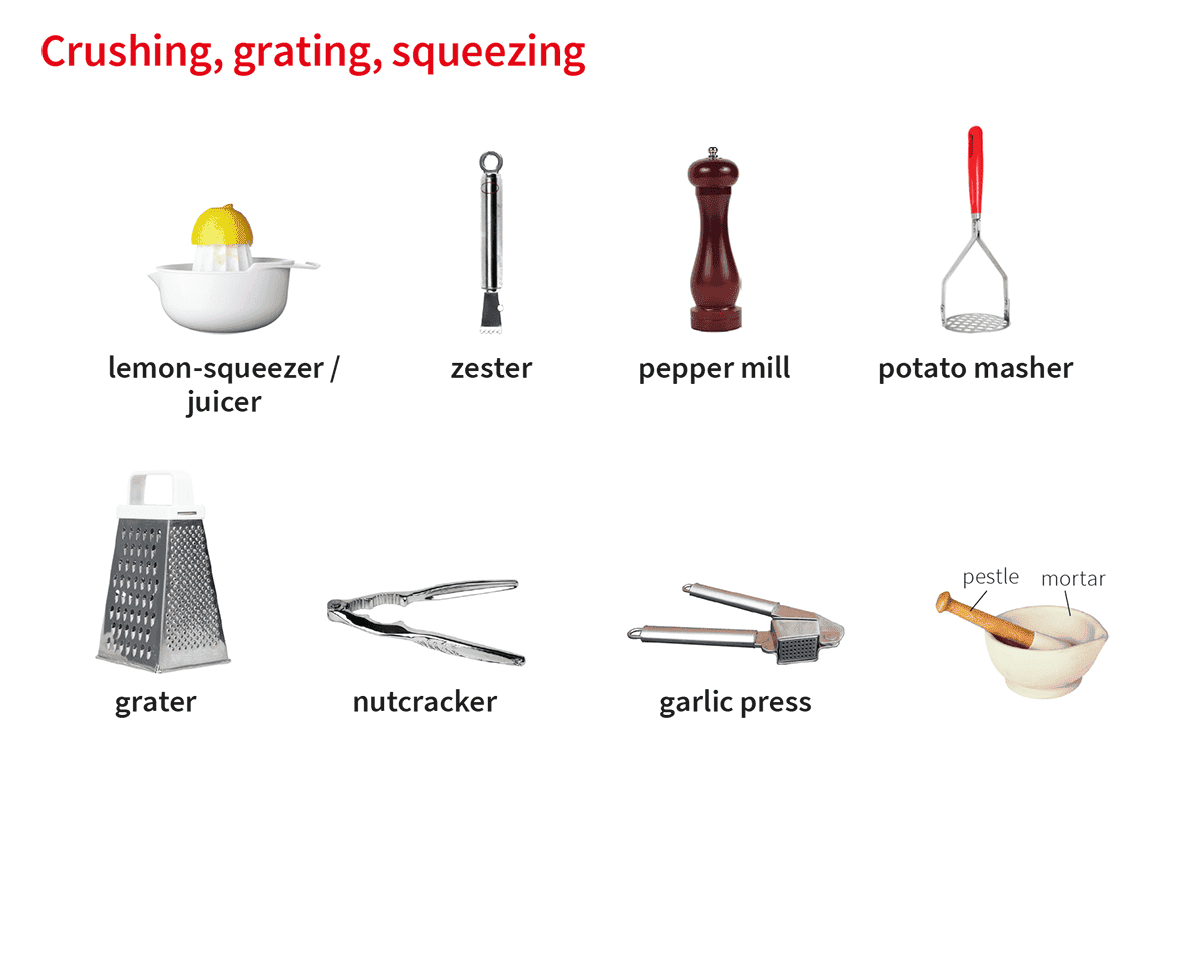 Crushing, grating, squeezing
lemon-squeezer /
juicer
zester
pepper mill
potato masher
pestle
mortar
grater
nutcracker
garlic press